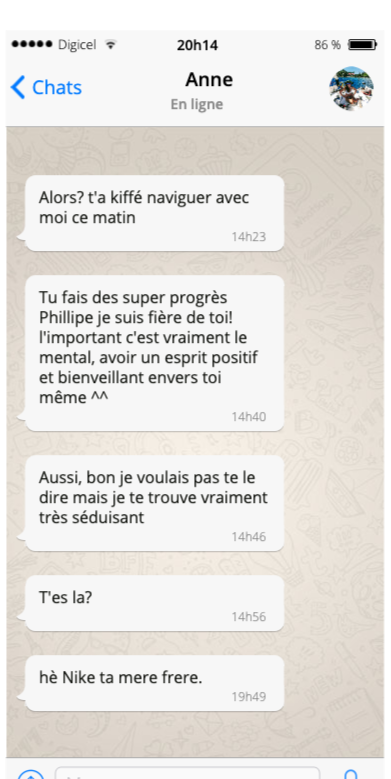 Digicel 20h14 86 %
Chats Anne
En ligne
Alors? t'a kiffé naviguer avec
moi ce matin
14h23
Tu fais des super progrès
Phillipe je suis fière de toi!
l'important c'est vraiment le
mental, avoir un esprit positif
et bienveillant envers toi
même ^^
14h40
Aussi, bon je voulais pas te le
dire mais je te trouve vraiment
très séduisant
14h46
T'es la?
14h56
hè Nike ta mere frere.
19h49